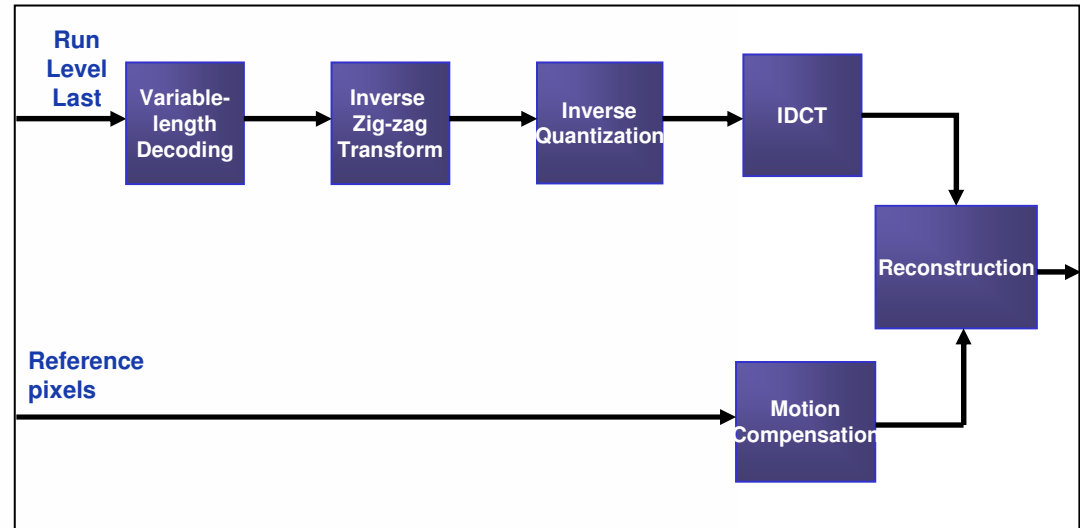 Run
Level
Last
Variable-
length
Decoding
Inverse
Zig-zag
Transform
Inverse
Quantization
IDCT
Reconstruction
Reference
pixels
Motion
Compensation